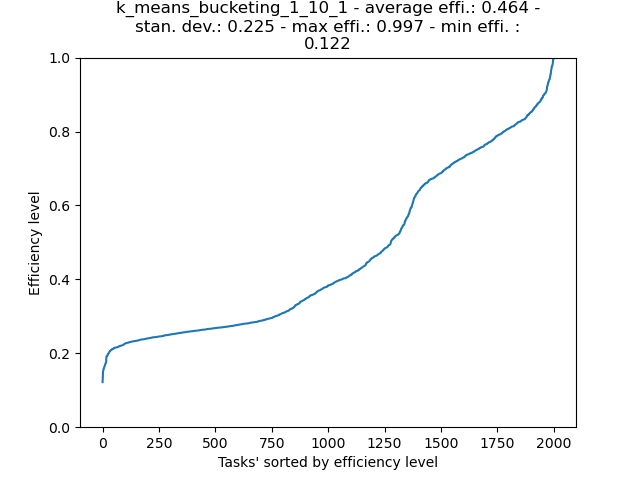 k_means_bucketing_1_10_1 - average effi.: 0.464 -
stan. dev.: 0.225 - max effi.: 0.997 - min effi. :
0.122
1.0
0.8
0.6
0.4
0.2
0.0
Efficiency level
0 250 500 750 1000 1250 1500 1750 2000
Tasks' sorted by efficiency level